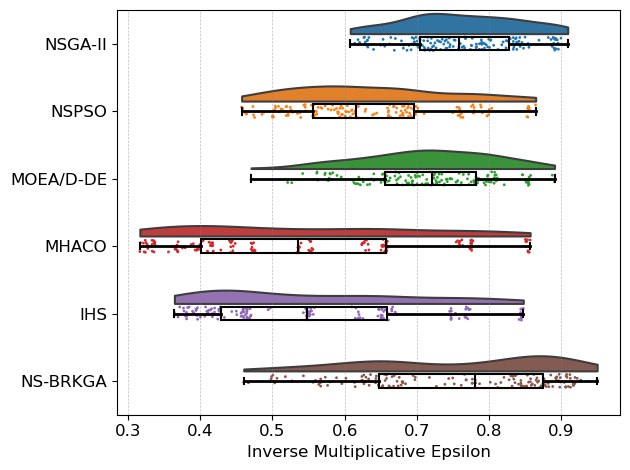 NSGA-II
NSPSO
MOEA/D-DE
MHACO
IHS
NS-BRKGA
0.3 0.4 0.5 0.6 0.7 0.8 0.9
Inverse Multiplicative Epsilon